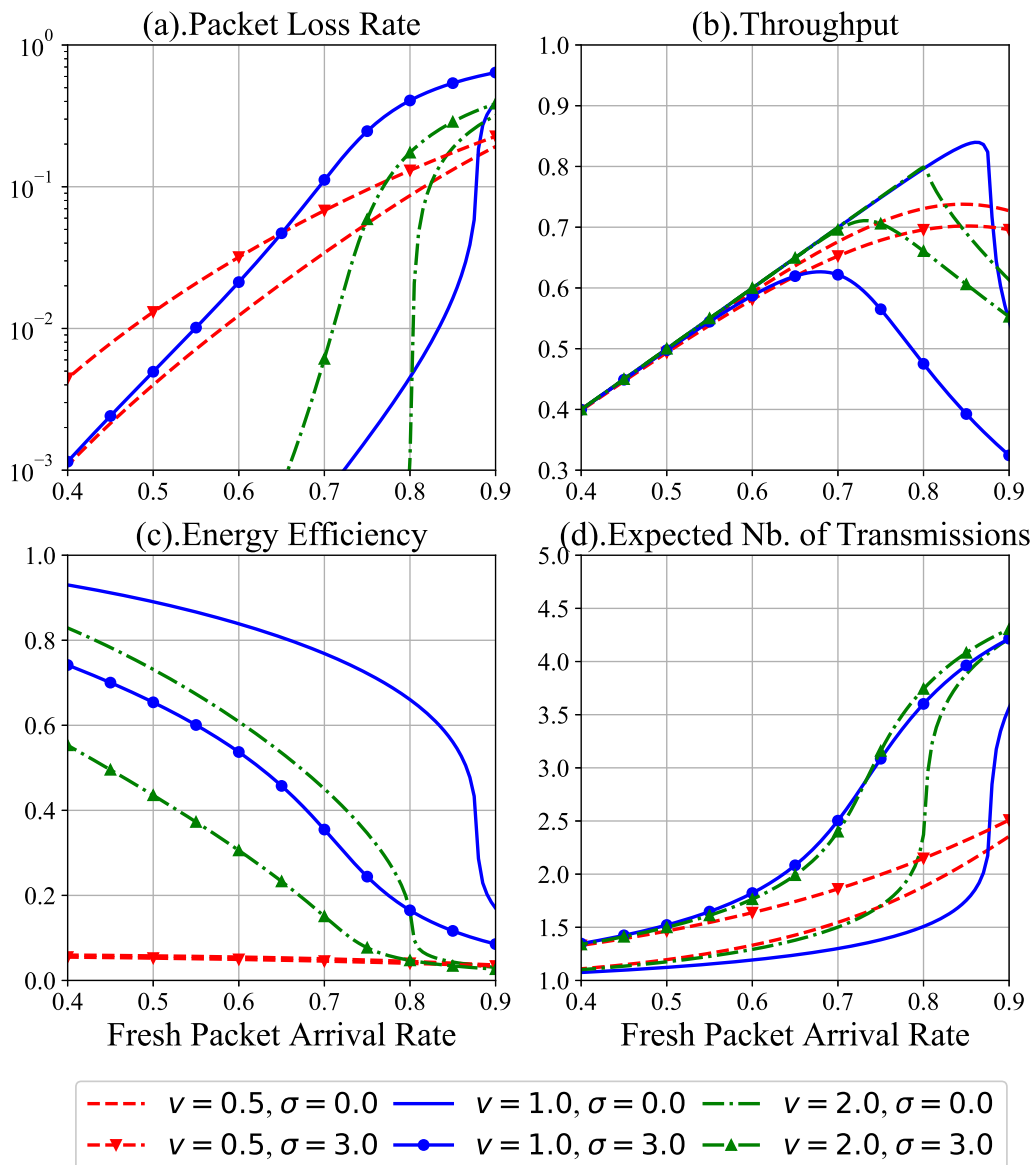 (a).Packet Loss Rate
10⁰
10⁻¹
10⁻²
10⁻³
0.4 0.5 0.6 0.7 0.8 0.9
(b).Throughput
1.0
0.9
0.8
0.7
0.6
0.5
0.4
0.3
0.4 0.5 0.6 0.7 0.8 0.9
(c).Energy Efficiency
1.0
0.8
0.6
0.4
0.2
0.0
0.4 0.5 0.6 0.7 0.8 0.9
Fresh Packet Arrival Rate
(d).Expected Nb. of Transmissions
5.0
4.5
4.0
3.5
3.0
2.5
2.0
1.5
1.0
0.4 0.5 0.6 0.7 0.8 0.9
Fresh Packet Arrival Rate
v = 0.5, σ = 0.0 v = 1.0, σ = 0.0 v = 2.0, σ = 0.0
v = 0.5, σ = 3.0 v = 1.0, σ = 3.0 v = 2.0, σ = 3.0